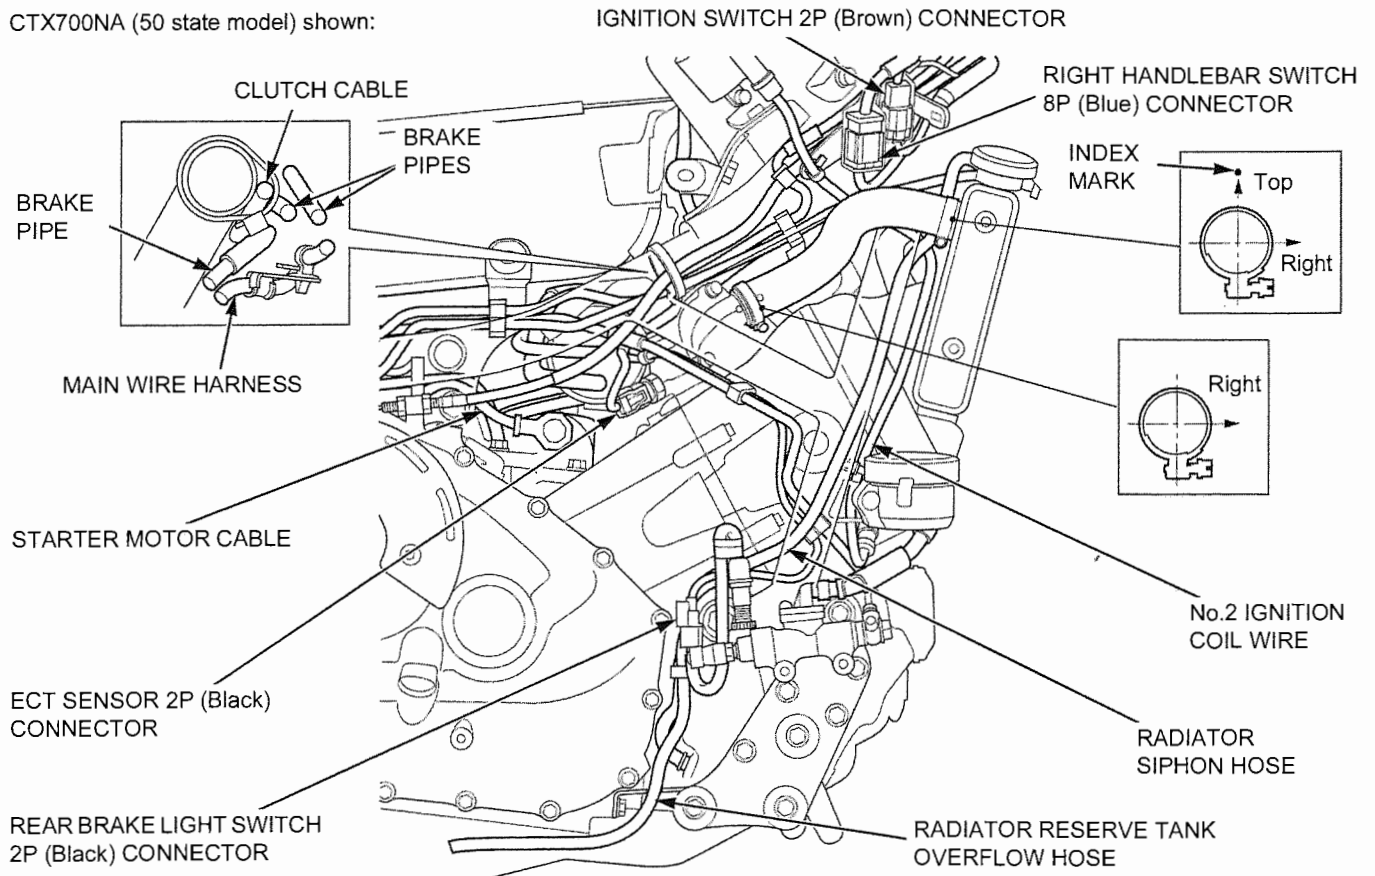 CTX700NA (50 state model) shown:
IGNITION SWITCH 2P (Brown) CONNECTOR
RIGHT HANDLEBAR SWITCH
8P (Blue) CONNECTOR
CLUTCH CABLE
BRAKE
PIPES
BRAKE
PIPE
MAIN WIRE HARNESS
INDEX
MARK
Top
Right
Right
STARTER MOTOR CABLE
No.2 IGNITION
COIL WIRE
ECT SENSOR 2P (Black)
CONNECTOR
RADIATOR
SIPHON HOSE
REAR BRAKE LIGHT SWITCH
2P (Black) CONNECTOR
RADIATOR RESERVE TANK
OVERFLOW HOSE